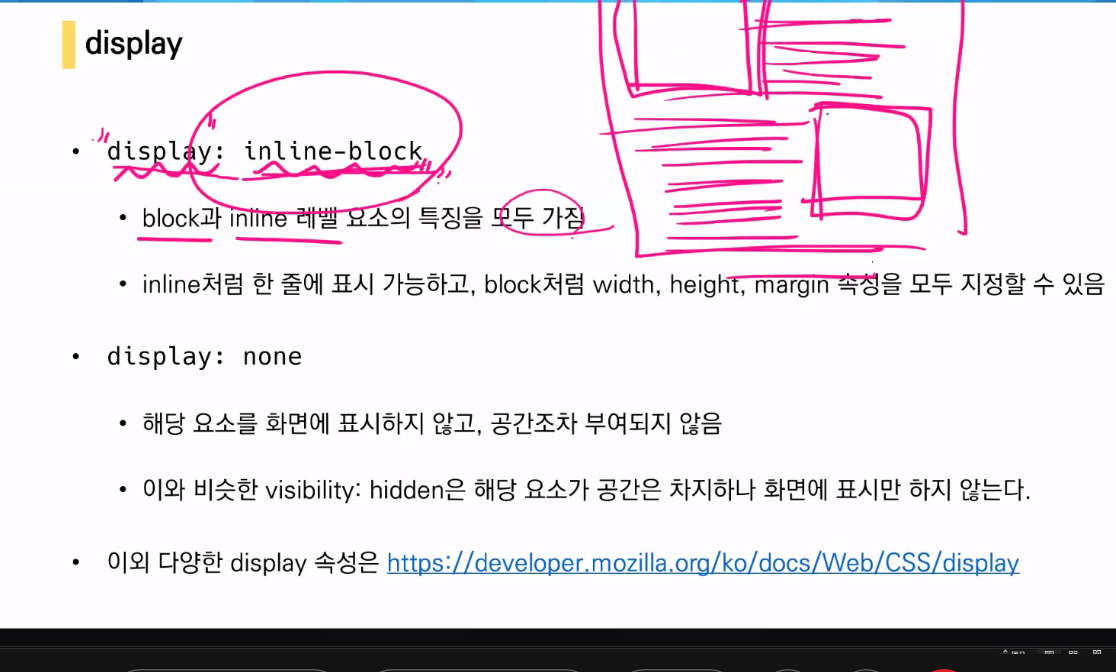 display
• "display: inline-block"
• block과 inline 레벨 요소의 특징을 모두 가짐
• inline처럼 한 줄에 표시 가능하고, block처럼 width, height, margin 속성을 모두 지정할 수 있음
• display: none
• 해당 요소를 화면에 표시하지 않고, 공간조차 부여되지 않음
• 이와 비슷한 visibility: hidden은 해당 요소가 공간은 차지하나 화면에 표시만 하지 않는다.
• 이외 다양한 display 속성은 https://developer.mozilla.org/ko/docs/Web/CSS/display